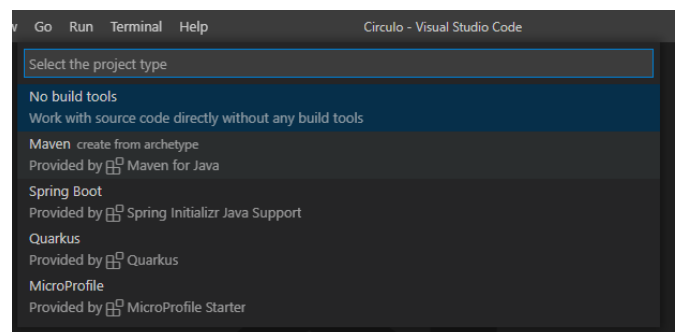 Go Run Terminal Help Circulo - Visual Studio Code
Select the project type
No build tools
Work with source code directly without any build tools
Maven create from archetype
Provided by Maven for Java
Spring Boot
Provided by Spring Initializr Java Support
Quarkus
Provided by Quarkus
MicroProfile
Provided by MicroProfile Starter